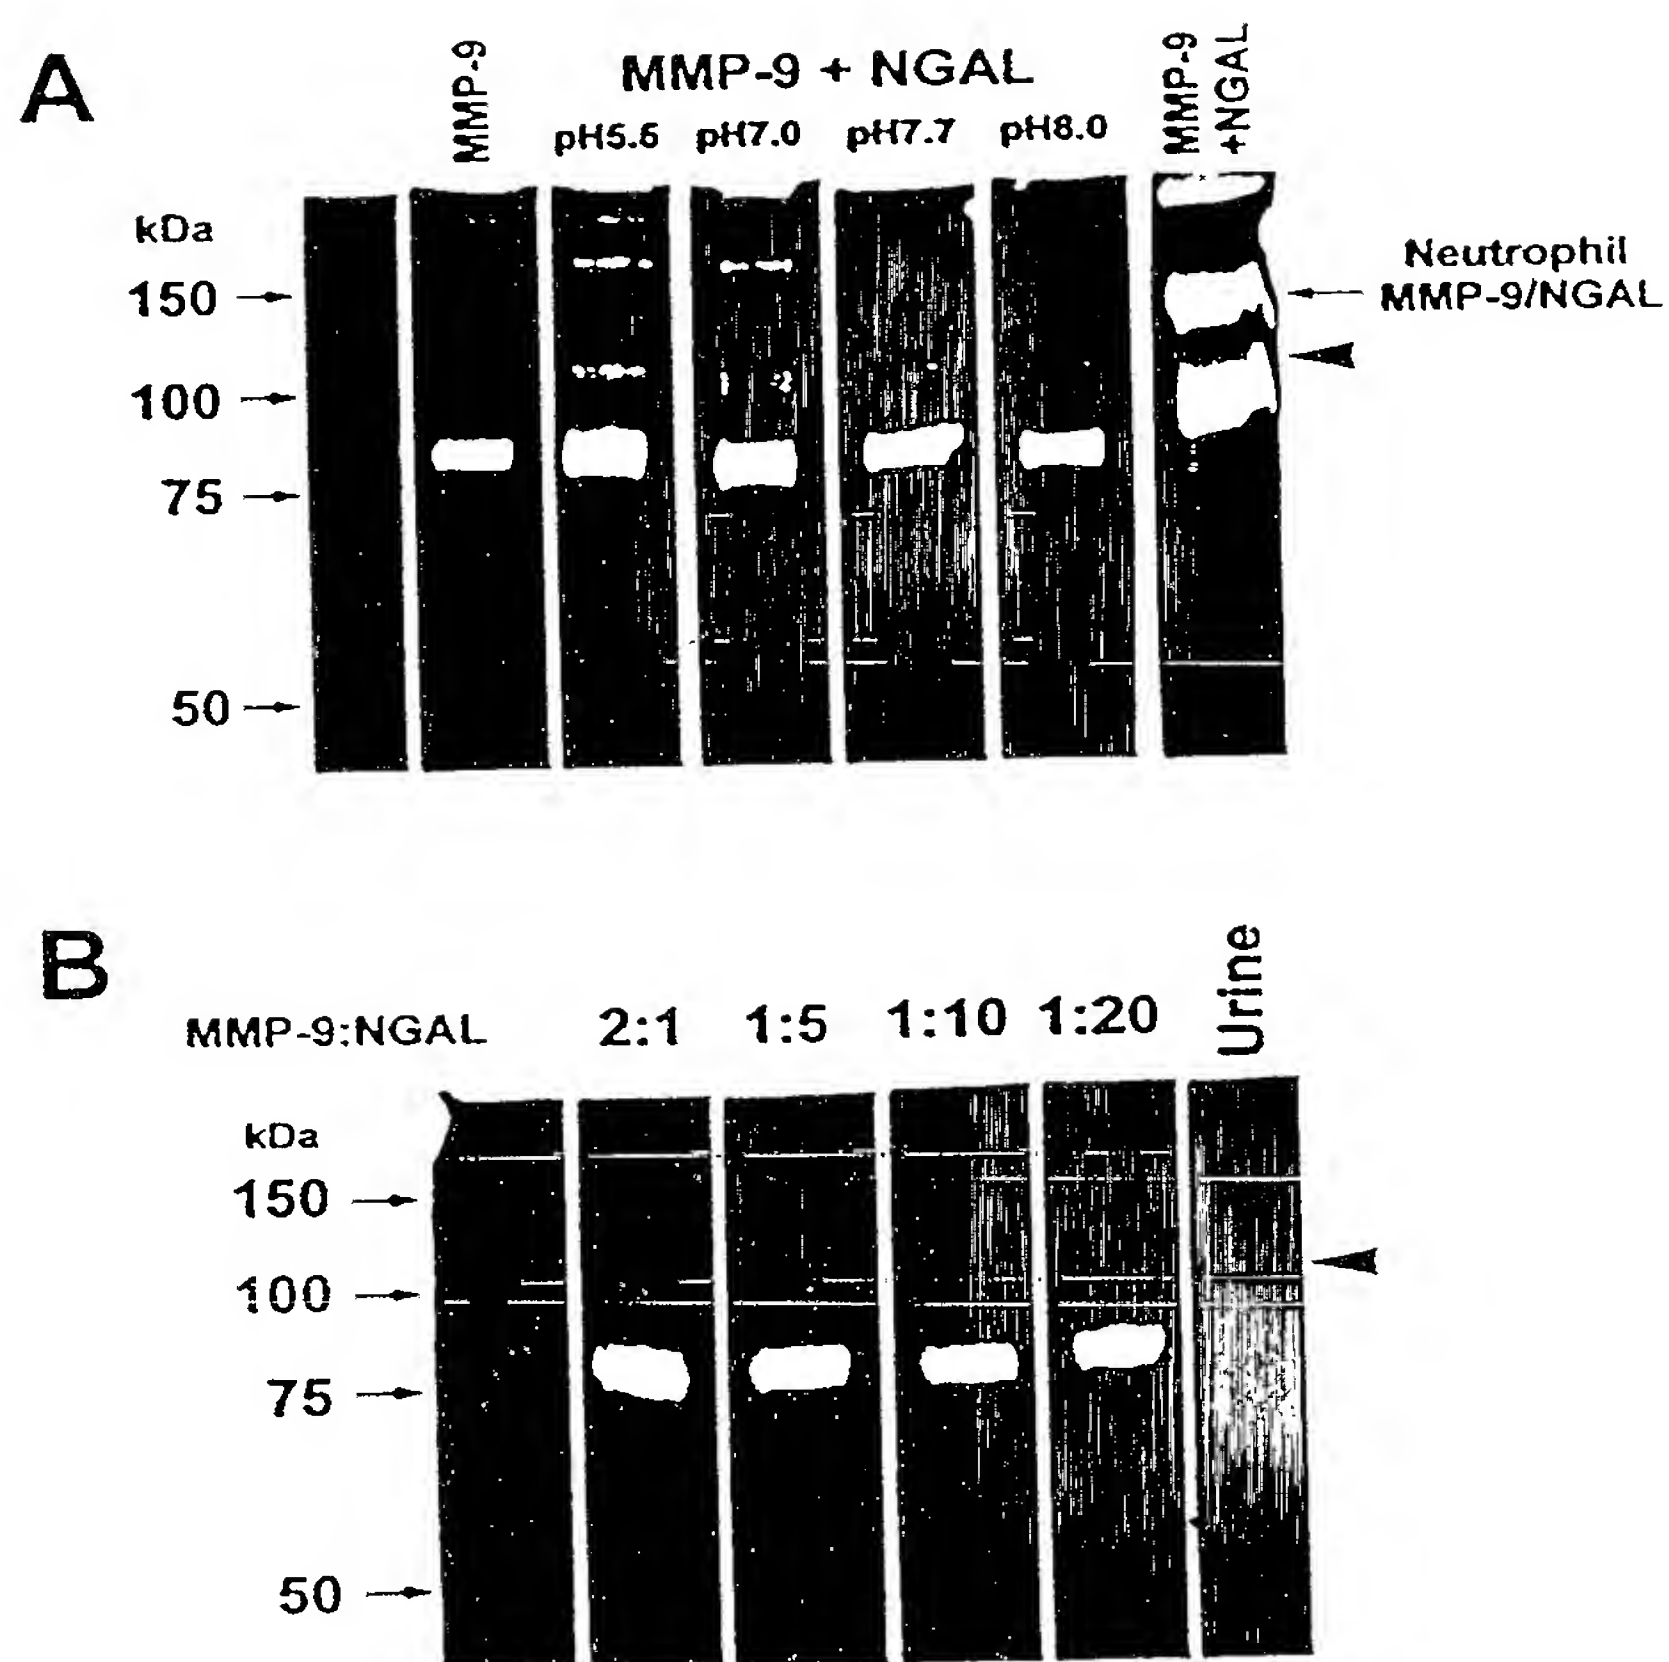 A
MMP-9
MMP-9 + NGAL
pH5.5 pH7.0 pH7.7 pH8.0
MMP-9
+NGAL
kDa
150
100
75
50
Neutrophil
MMP-9/NGAL
B
MMP-9:NGAL 2:1 1:5 1:10 1:20 Urine
kDa
150
100
75
50